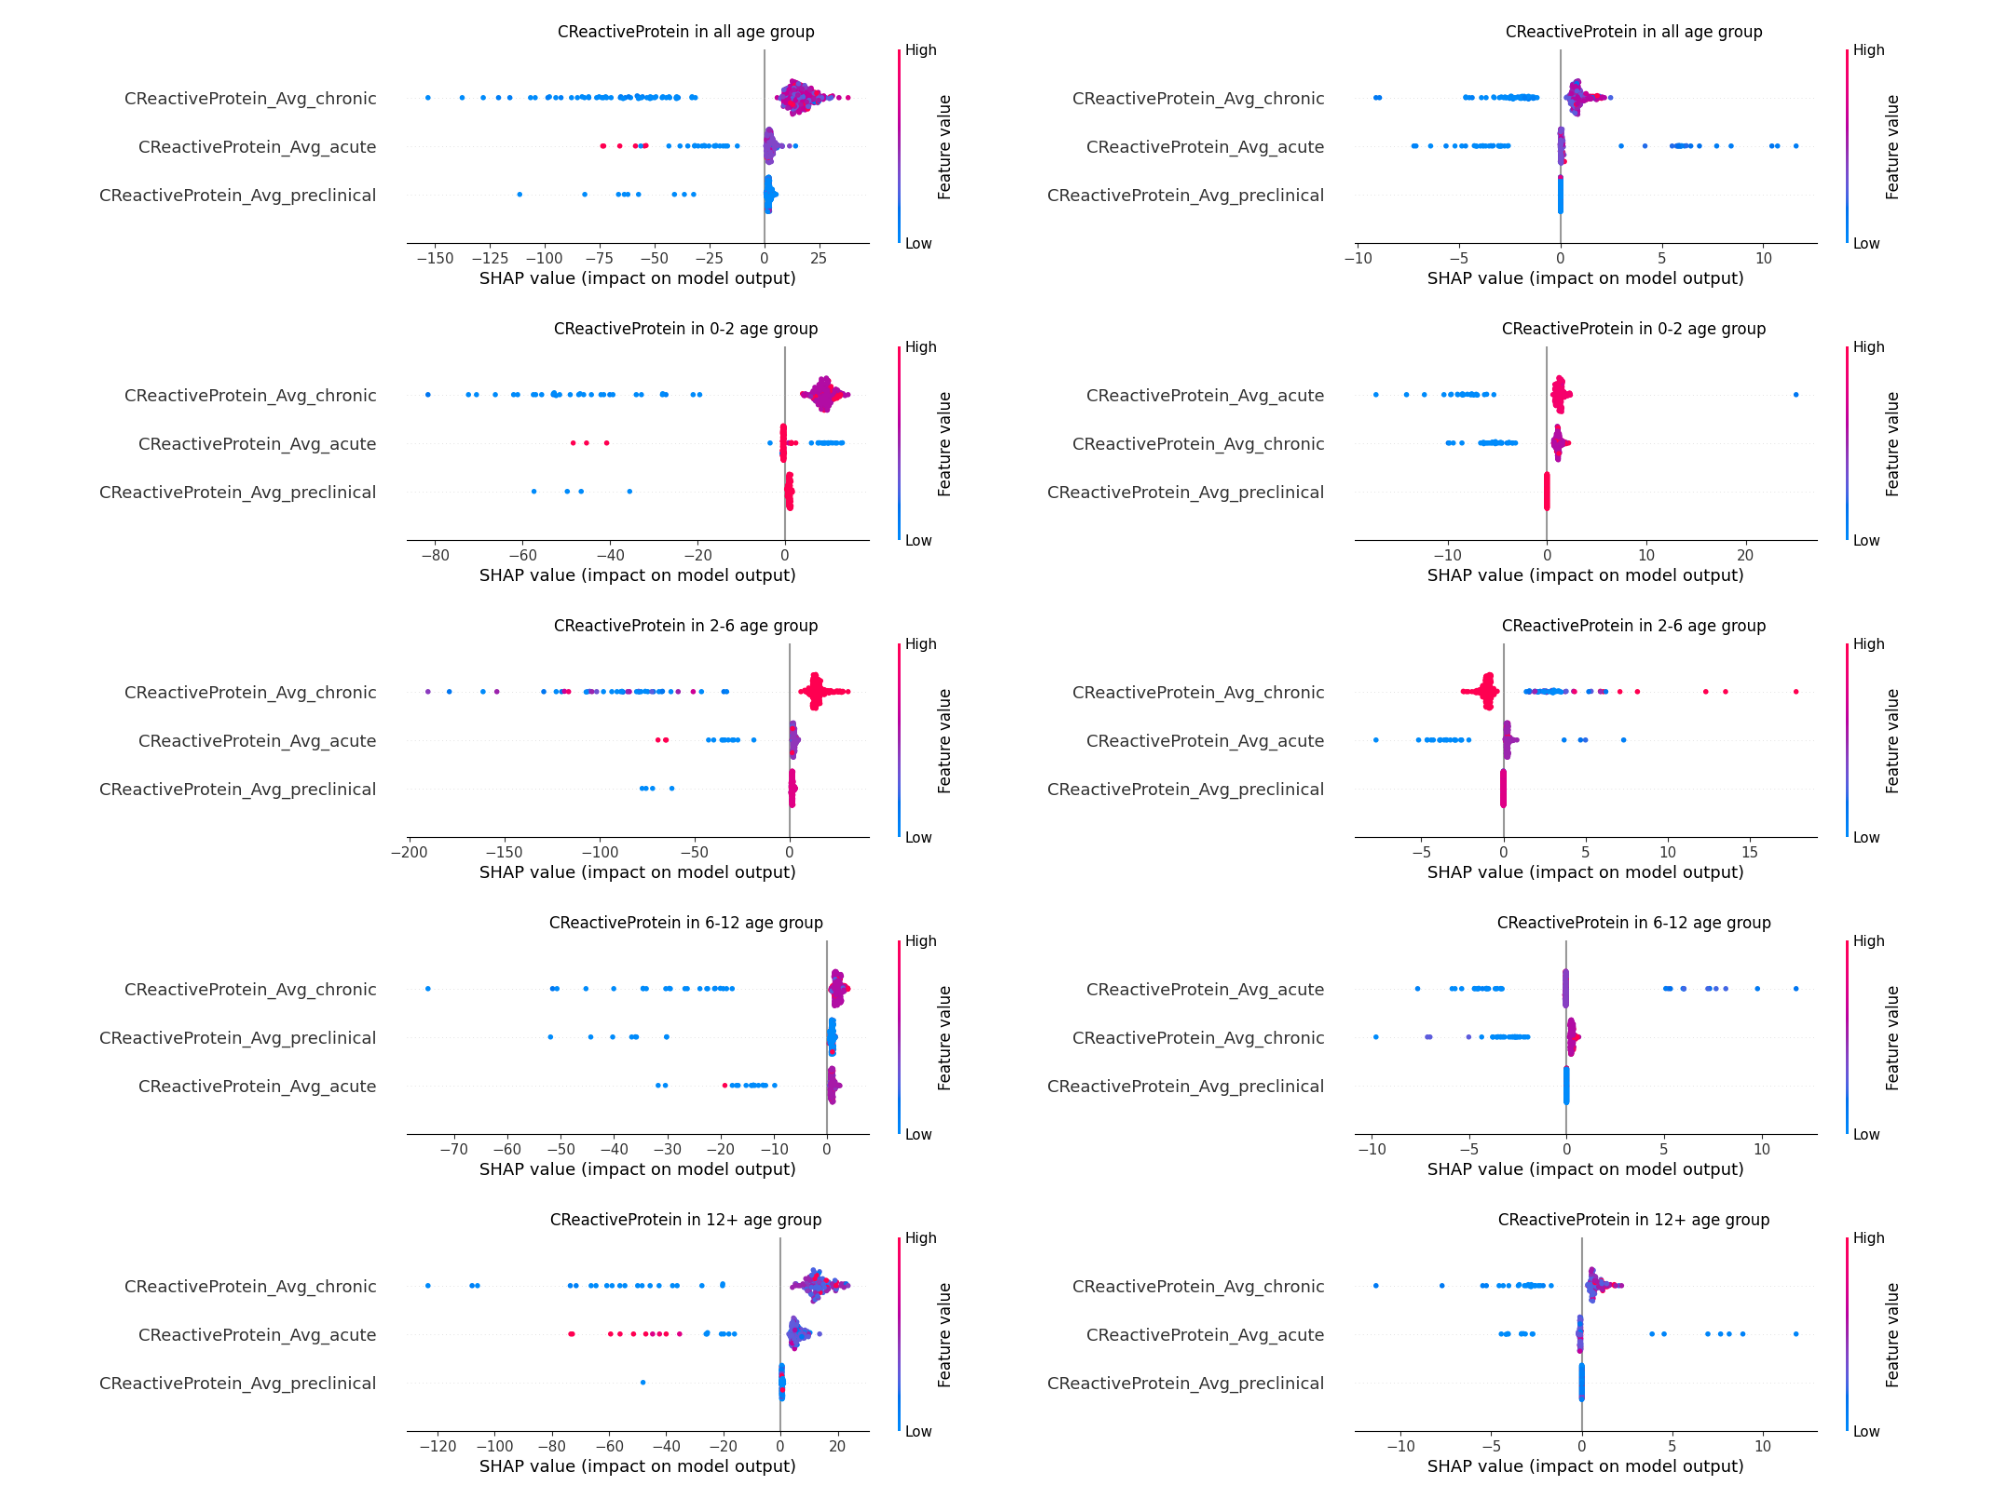 CReactiveProtein in all age group
High
CReactiveProtein_Avg_chronic
CReactiveProtein_Avg_acute
CReactiveProtein_Avg_preclinical
Feature value
Low
−150 −125 −100 −75 −50 −25 0 25
SHAP value (impact on model output)
CReactiveProtein in all age group
High
CReactiveProtein_Avg_chronic
CReactiveProtein_Avg_acute
CReactiveProtein_Avg_preclinical
Feature value
Low
−10 −5 0 5 10
SHAP value (impact on model output)
CReactiveProtein in 0-2 age group
High
CReactiveProtein_Avg_chronic
CReactiveProtein_Avg_acute
CReactiveProtein_Avg_preclinical
Feature value
Low
−80 −60 −40 −20 0
SHAP value (impact on model output)
CReactiveProtein in 0-2 age group
High
CReactiveProtein_Avg_acute
CReactiveProtein_Avg_chronic
CReactiveProtein_Avg_preclinical
Feature value
Low
−10 0 10 20
SHAP value (impact on model output)
CReactiveProtein in 2-6 age group
High
CReactiveProtein_Avg_chronic
CReactiveProtein_Avg_acute
CReactiveProtein_Avg_preclinical
Feature value
Low
−200 −150 −100 −50 0
SHAP value (impact on model output)
CReactiveProtein in 2-6 age group
High
CReactiveProtein_Avg_chronic
CReactiveProtein_Avg_acute
CReactiveProtein_Avg_preclinical
Feature value
Low
−5 0 5 10 15
SHAP value (impact on model output)
CReactiveProtein in 6-12 age group
High
CReactiveProtein_Avg_chronic
CReactiveProtein_Avg_preclinical
CReactiveProtein_Avg_acute
Feature value
Low
−70 −60 −50 −40 −30 −20 −10 0
SHAP value (impact on model output)
CReactiveProtein in 6-12 age group
High
CReactiveProtein_Avg_acute
CReactiveProtein_Avg_chronic
CReactiveProtein_Avg_preclinical
Feature value
Low
−10 −5 0 5 10
SHAP value (impact on model output)
CReactiveProtein in 12+ age group
High
CReactiveProtein_Avg_chronic
CReactiveProtein_Avg_acute
CReactiveProtein_Avg_preclinical
Feature value
Low
−120 −100 −80 −60 −40 −20 0 20
SHAP value (impact on model output)
CReactiveProtein in 12+ age group
High
CReactiveProtein_Avg_chronic
CReactiveProtein_Avg_acute
CReactiveProtein_Avg_preclinical
Feature value
Low
−10 −5 0 5 10
SHAP value (impact on model output)